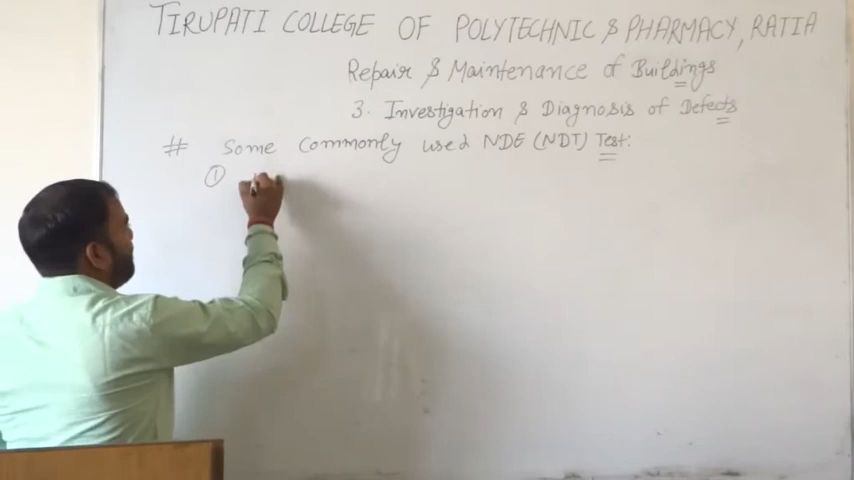 TIRUPATI COLLEGE OF POLYTECHNIC & PHARMACY, RATIA
Repair & Maintenance of Buildings
3. Investigation & Diagnosis of Defects
# Some Commonly used NDE (NDT) Test:
①